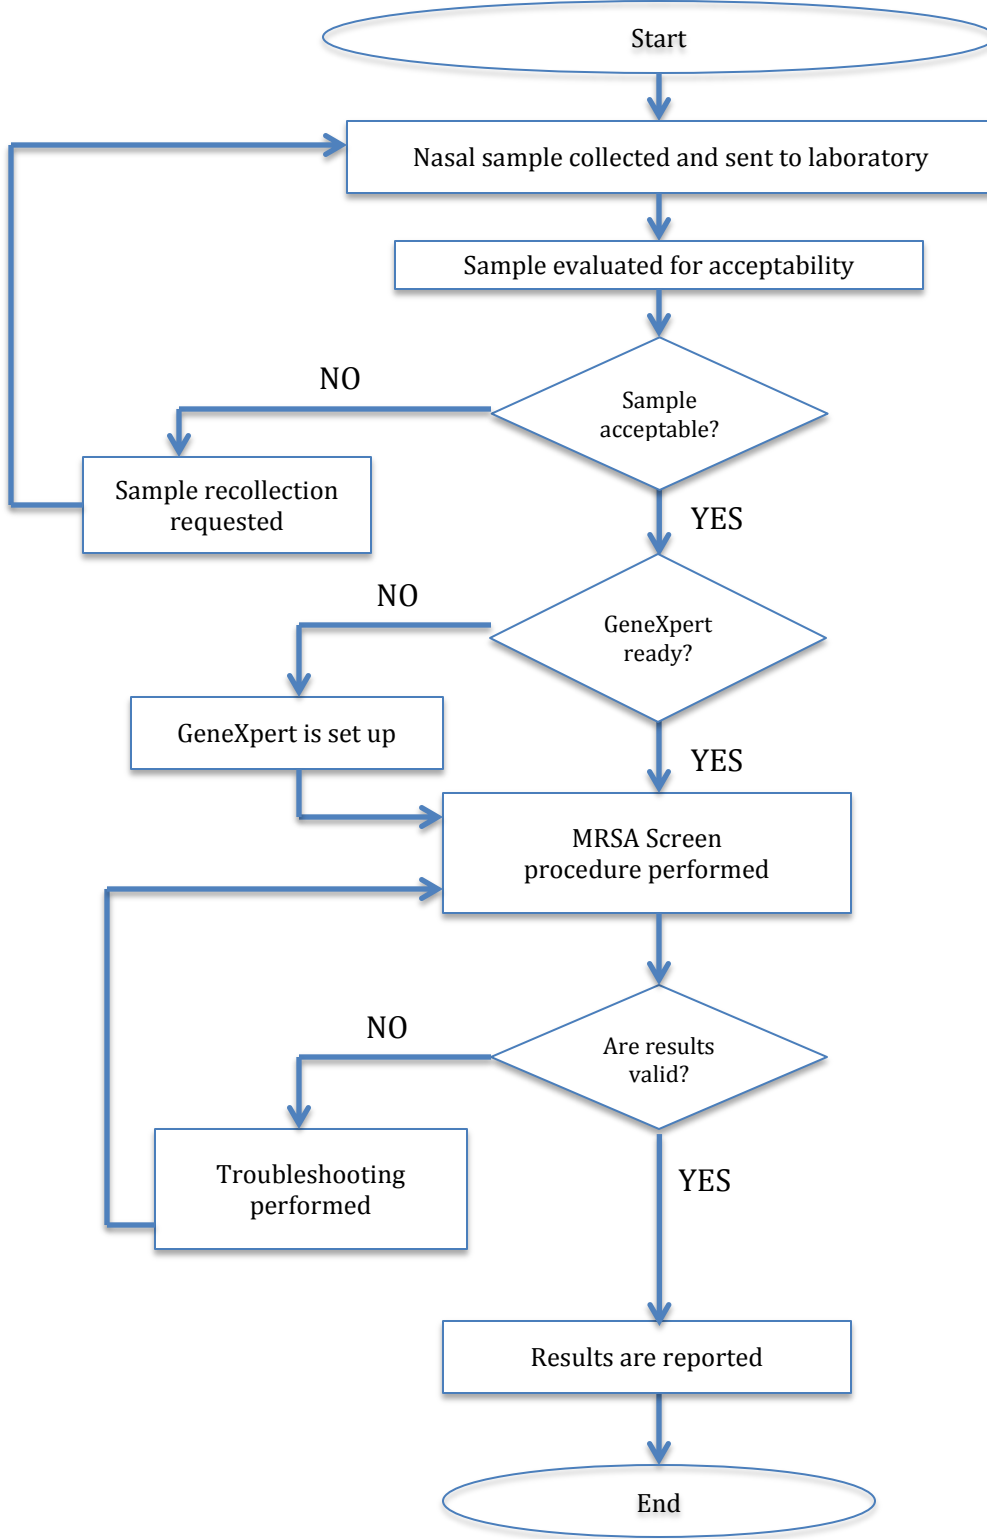 Start
Nasal sample collected and sent to laboratory
Sample evaluated for acceptability
NO
Sample
acceptable?
Sample recollection
requested
YES
NO
GeneXpert
ready?
GeneXpert is set up
YES
MRSA Screen
procedure performed
NO
Are results
valid?
Troubleshooting
performed
YES
Results are reported
End